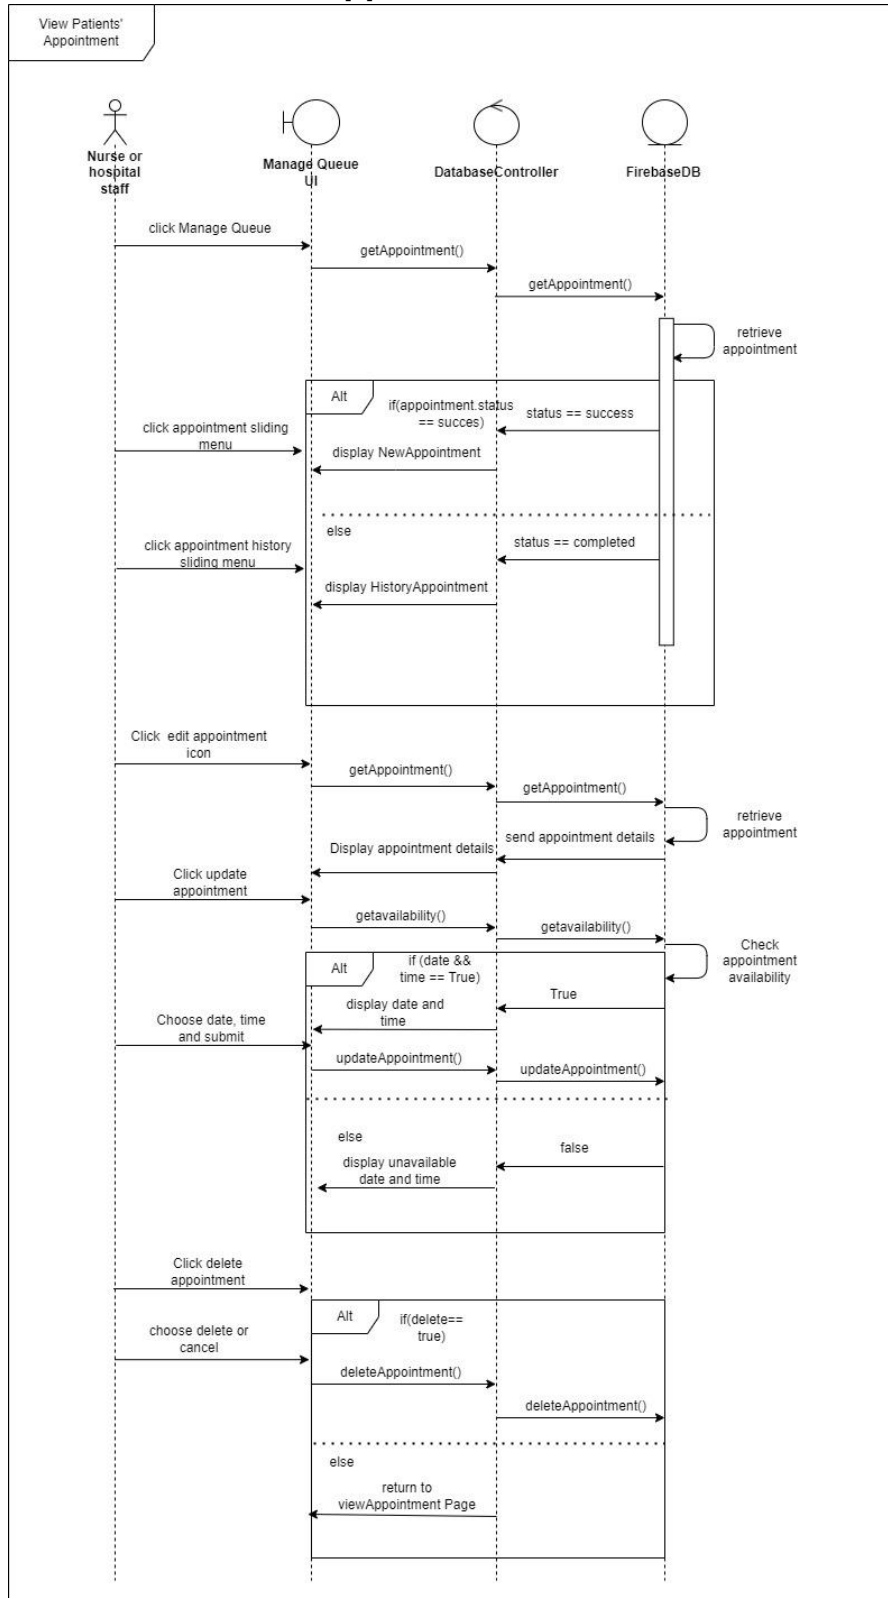 View Patients'
Appointment
Nurse or
hospital
staff
Manage Queue
UI
DatabaseController
FirebaseDB
click Manage Queue
getAppointment()
getAppointment()
retrieve
appointment
Alt
if(appointment.status
== succes)
status == success
click appointment sliding
menu
display NewAppointment
else
status == completed
click appointment history
sliding menu
display HistoryAppointment
Click edit appointment
icon
getAppointment()
getAppointment()
retrieve
appointment
send appointment details
Display appointment details
Click update
appointment
getavailability()
getavailability()
Check
appointment
availability
Alt
if (date &&
time == True)
True
display date and
time
Choose date, time
and submit
updateAppointment()
updateAppointment()
else
false
display unavailable
date and time
Click delete
appointment
Alt
if(delete==
true)
choose delete or
cancel
deleteAppointment()
deleteAppointment()
else
return to
viewAppointment Page